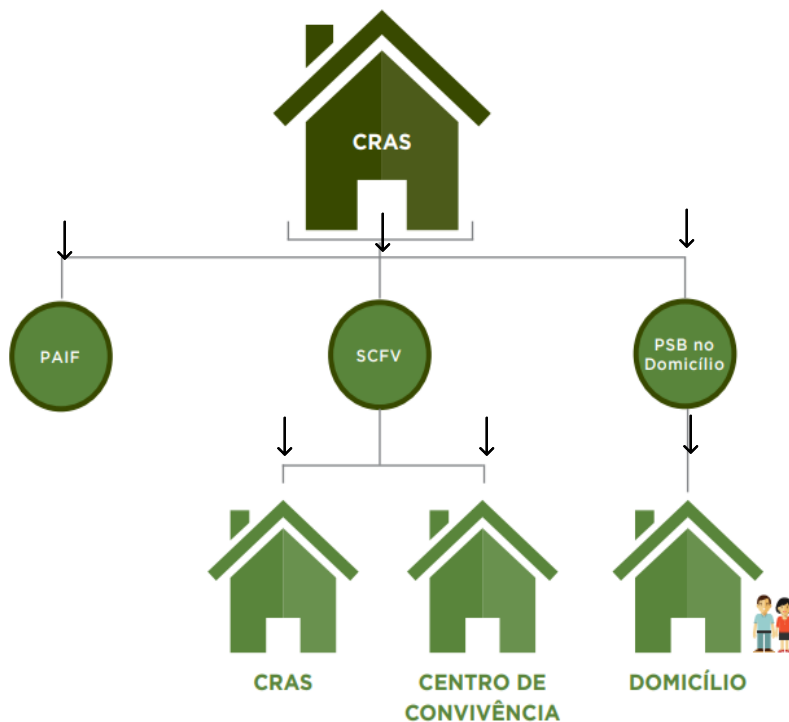 CRAS
PAIF
SCFV
PSB no
Domicílio
CRAS
CENTRO DE
CONVIVÊNCIA
DOMICÍLIO